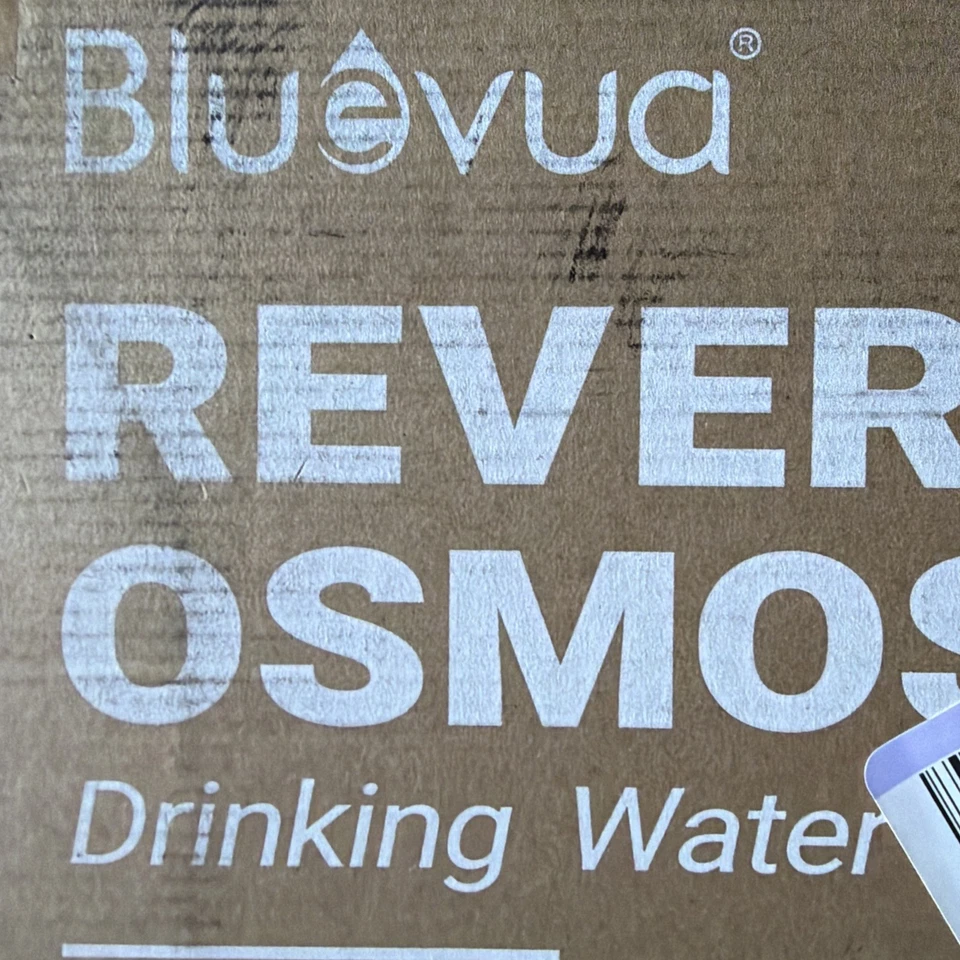 Bluevua®
REVER
OSMOS
Drinking Water